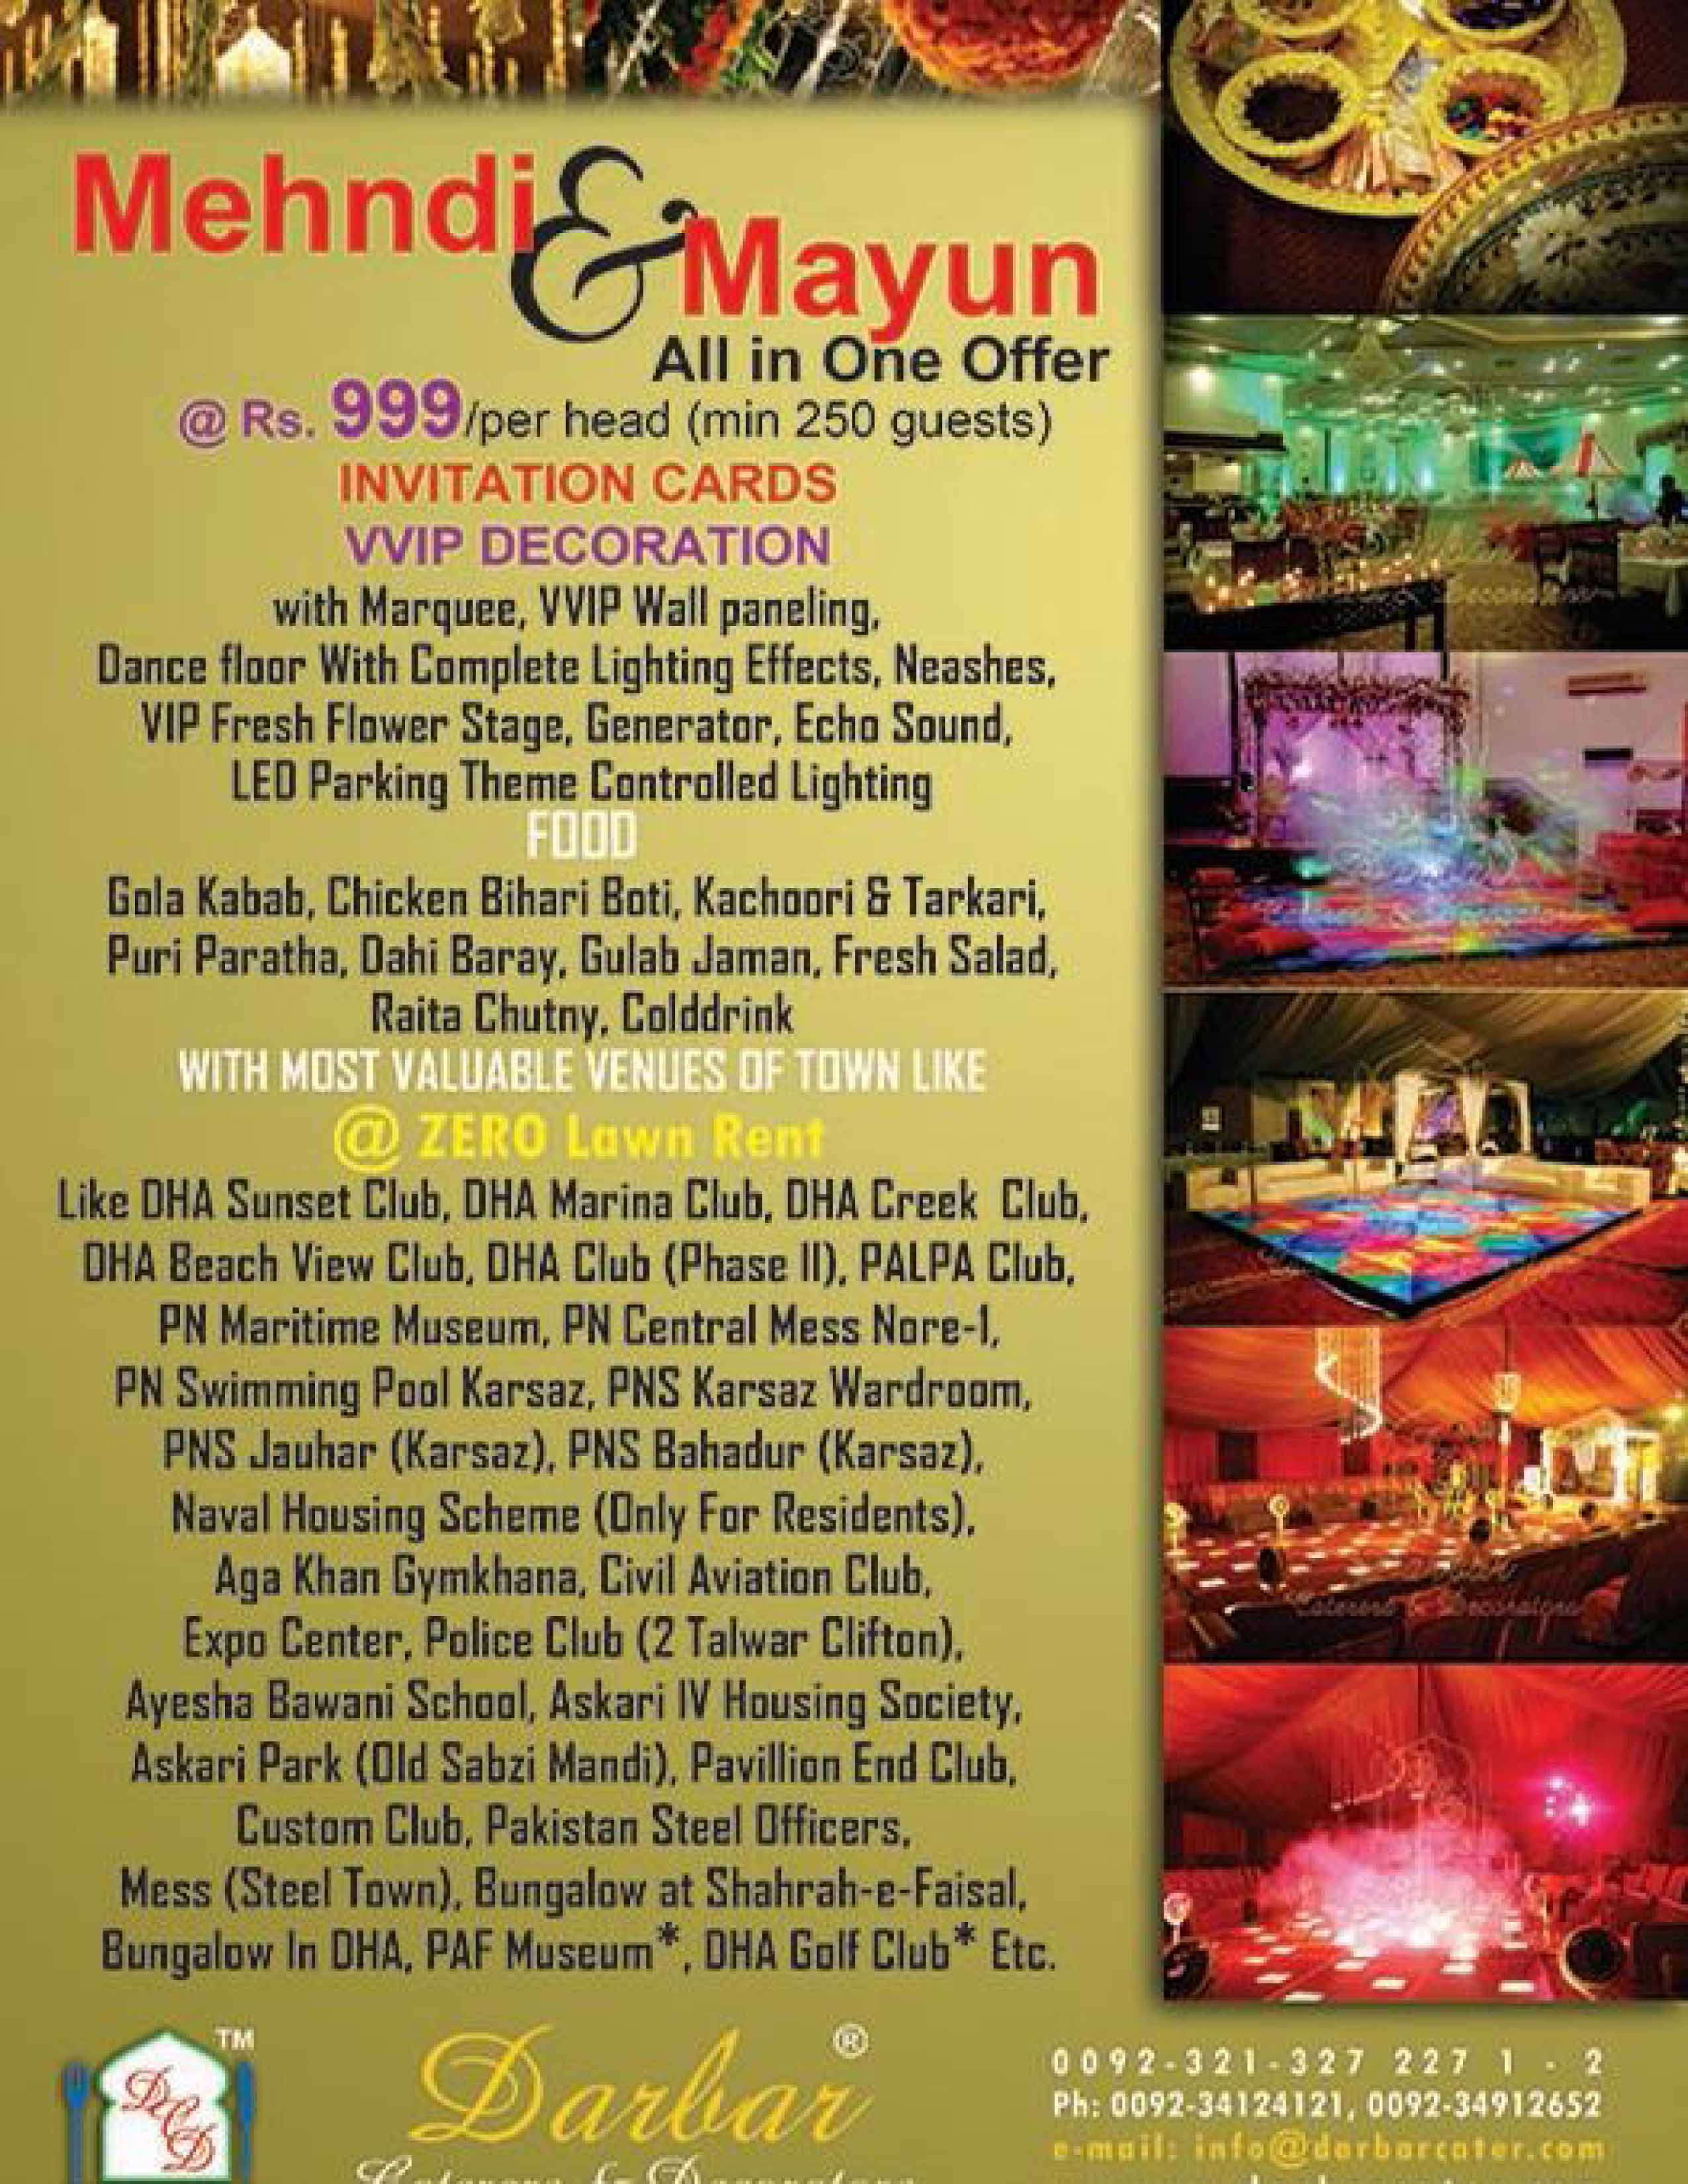 Mehndi & Mayun
All in One Offer
@ Rs. 999/per head (min 250 guests)
INVITATION CARDS
VVIP DECORATION
with Marquee, VVIP Wall paneling,
Dance floor With Complete Lighting Effects, Neashes,
VIP Fresh Flower Stage, Generator, Echo Sound,
LED Parking Theme Controlled Lighting
FOOD
Gola Kabab, Chicken Bihari Boti, Kachoori & Tarkari,
Puri Paratha, Dahi Baray, Gulab Jaman, Fresh Salad,
Raita Chutny, Colddrink
WITH MOST VALUABLE VENUES OF TOWN LIKE
@ ZERO Lawn Rent
Like DHA Sunset Club, DHA Marina Club, DHA Creek Club,
DHA Beach View Club, DHA Club (Phase II), PALPA Club,
PN Maritime Museum, PN Central Mess Nore-1,
PN Swimming Pool Karsaz, PNS Karsaz Wardroom,
PNS Jauhar (Karsaz), PNS Bahadur (Karsaz),
Naval Housing Scheme (Only For Residents),
Aga Khan Gymkhana, Civil Aviation Club,
Expo Center, Police Club (2 Talwar Clifton),
Ayesha Bawani School, Askari IV Housing Society,
Askari Park (Old Sabzi Mandi), Pavillion End Club,
Custom Club, Pakistan Steel Officers,
Mess (Steel Town), Bungalow at Shahrah-e-Faisal,
Bungalow In DHA, PAF Museum*, DHA Golf Club* Etc.
DCD TM
Darbar ®
Caterers & Decorators
0092-321-327 227 1 - 2
Ph: 0092-34124121, 0092-34912652
e-mail: info@darbarcater.com